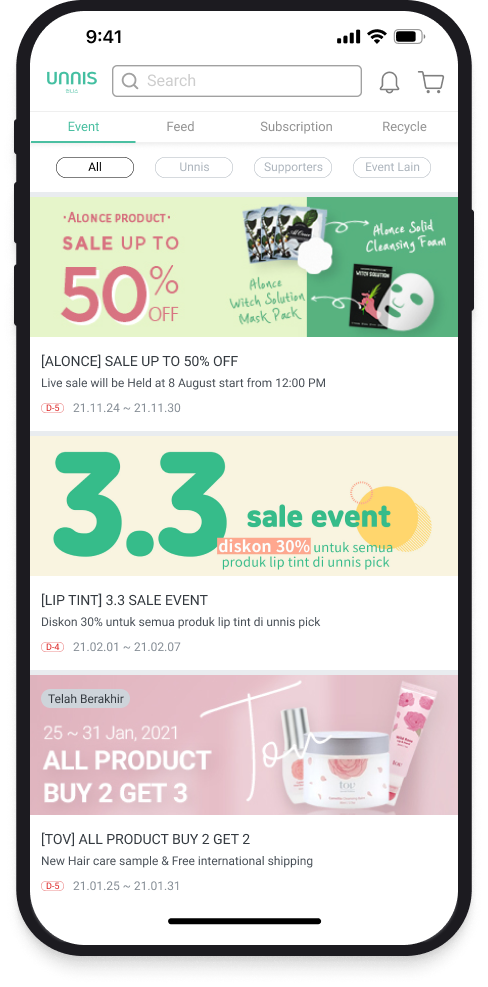 9:41
UNNIS
BLIZ
Search
Event Feed Subscription Recycle
All Unnis Supporters Event Lain
·ALONCE PRODUCT·
SALE UP TO
50%
OFF
Alonce
Witch Solution
Mask Pack
Alonce Solid
Cleansing Foam
WITCH SOLUTION
[ALONCE] SALE UP TO 50% OFF
Live sale will be Held at 8 August start from 12:00 PM
D-5 21.11.24 ~ 21.11.30
3.3
sale event
diskon 30% untuk semua
produk lip tint di unnis pick
[LIP TINT] 3.3 SALE EVENT
Diskon 30% untuk semua produk lip tint di unnis pick
D-4 21.02.01 ~ 21.02.07
Telah Berakhir
25 ~ 31 Jan, 2021
ALL PRODUCT
BUY 2 GET 3
Tov
tov
[TOV] ALL PRODUCT BUY 2 GET 2
New Hair care sample & Free international shipping
D-5 21.01.25 ~ 21.01.31